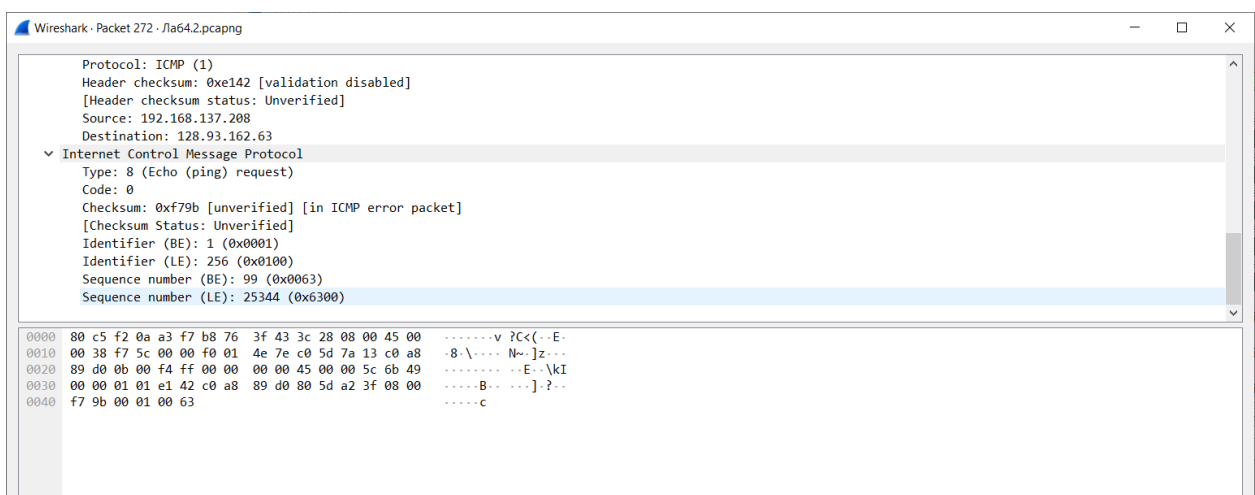 Wireshark · Packet 272 · Ла64.2.pcapng
Protocol: ICMP (1)
Header checksum: 0xe142 [validation disabled]
[Header checksum status: Unverified]
Source: 192.168.137.208
Destination: 128.93.162.63
Internet Control Message Protocol
Type: 8 (Echo (ping) request)
Code: 0
Checksum: 0xf79b [unverified] [in ICMP error packet]
[Checksum Status: Unverified]
Identifier (BE): 1 (0x0001)
Identifier (LE): 256 (0x0100)
Sequence number (BE): 99 (0x0063)
Sequence number (LE): 25344 (0x6300)
0000 80 c5 f2 0a a3 f7 b8 76 3f 43 3c 28 08 00 45 00 ·······v ?C<(··E·
0010 00 38 f7 5c 00 00 f0 01 4e 7e c0 5d 7a 13 c0 a8 ·8·\···· N~·]z···
0020 89 d0 0b 00 f4 ff 00 00 00 00 45 00 00 5c 6b 49 ········ ··E··\kI
0030 00 00 01 01 e1 42 c0 a8 89 d0 80 5d a2 3f 08 00 ·····B·· ···]·?··
0040 f7 9b 00 01 00 63 ·····c